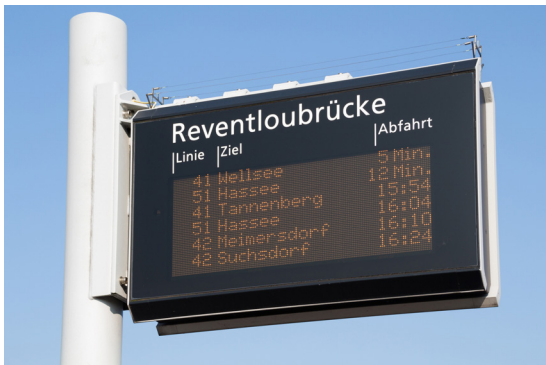 Reventloubrücke
Linie Ziel Abfahrt
41 Wellsee 5 Min.
51 Hassee 12 Min.
41 Tannenberg 15:54
51 Hassee 16:04
42 Meimersdorf 16:10
42 Suchsdorf 16:24